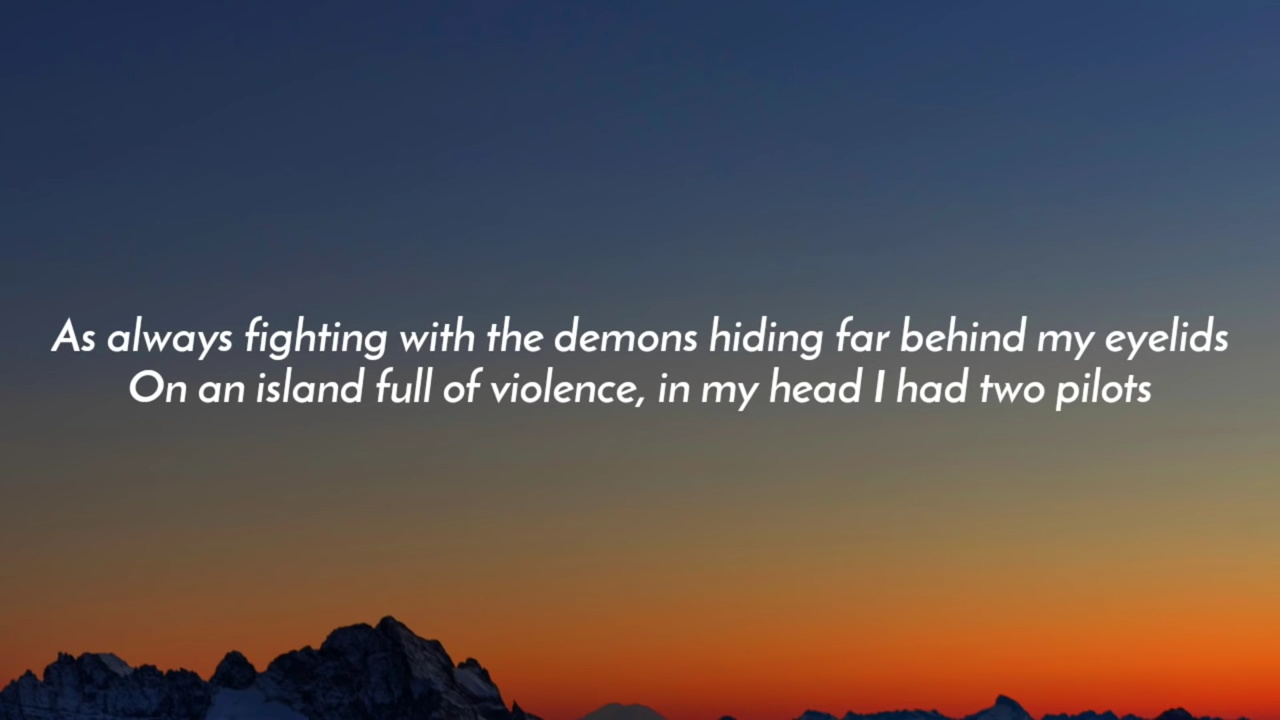 As always fighting with the demons hiding far behind my eyelids
On an island full of violence, in my head I had two pilots